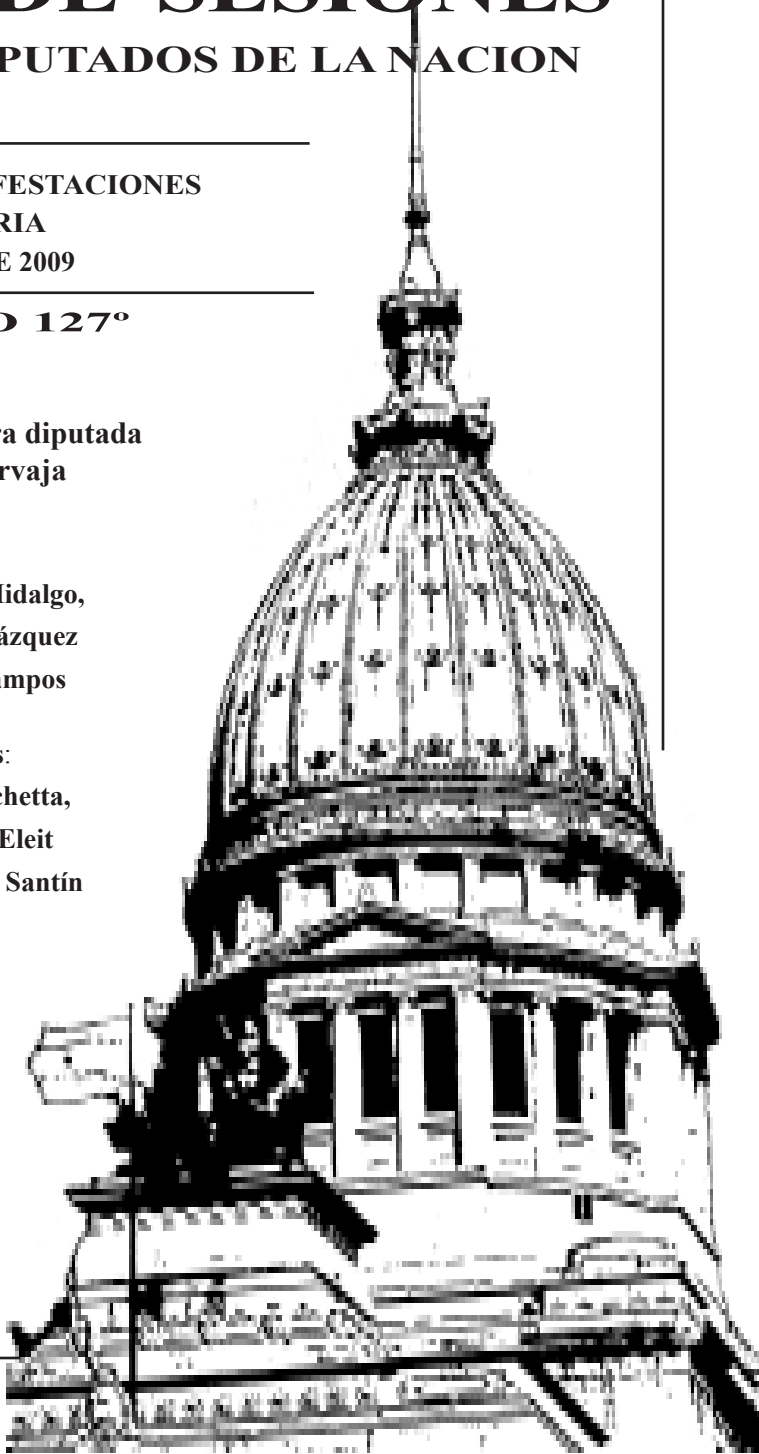 DE SESIONES
PUTADOS DE LA NACION
FESTACIONES
RIA
E 2009
O 127º
ra diputada
rvaja
Hidalgo,
ázquez
ampos
s:
chetta,
Eleit
Santín